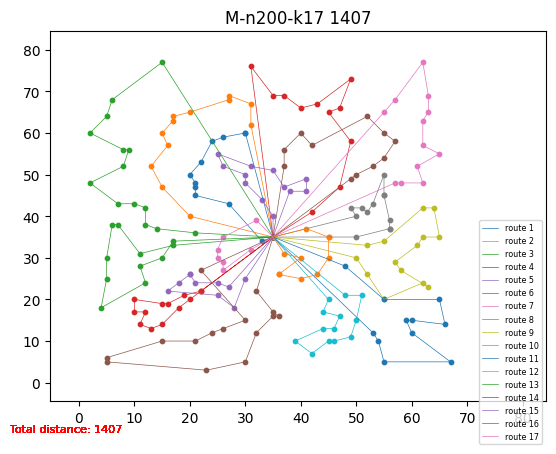 M-n200-k17 1407
80
70
60
50
40
30
20
10
0
0 10 20 30 40 50 60 70 80
route 1
route 2
route 3
route 4
route 5
route 6
route 7
route 8
route 9
route 10
route 11
route 12
route 13
route 14
route 15
route 16
route 17
Total distance: 1407